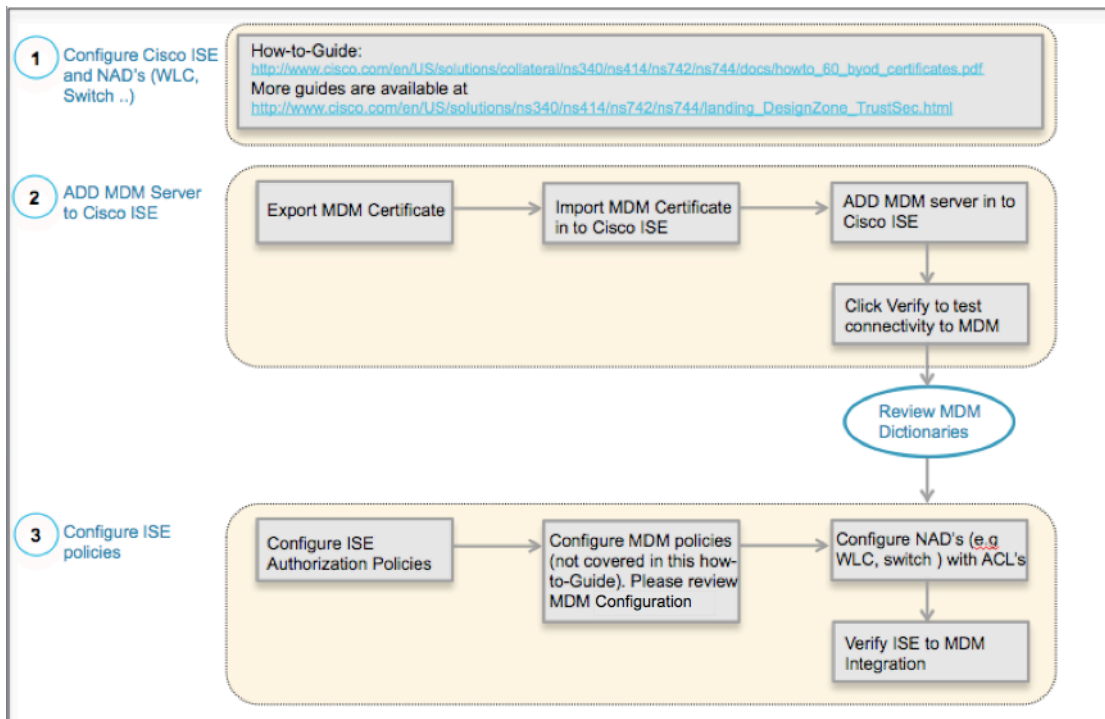 1
Configure Cisco ISE
and NAD's (WLC,
Switch ..)
How-to-Guide:
http://www.cisco.com/en/US/solutions/collateral/ns340/ns414/ns742/ns744/docs/howto_60_byod_certificates.pdf
More guides are available at
http://www.cisco.com/en/US/solutions/ns340/ns414/ns742/ns744/landing_DesignZone_TrustSec.html
2
ADD MDM Server
to Cisco ISE
Export MDM Certificate
Import MDM Certificate
in to Cisco ISE
ADD MDM server in to
Cisco ISE
Click Verify to test
connectivity to MDM
Review MDM
Dictionaries
3
Configure ISE
policies
Configure ISE
Authorization Policies
Configure MDM policies
(not covered in this how-
to-Guide). Please review
MDM Configuration
Configure NAD's (e.g
WLC, switch ) with ACL's
Verify ISE to MDM
Integration